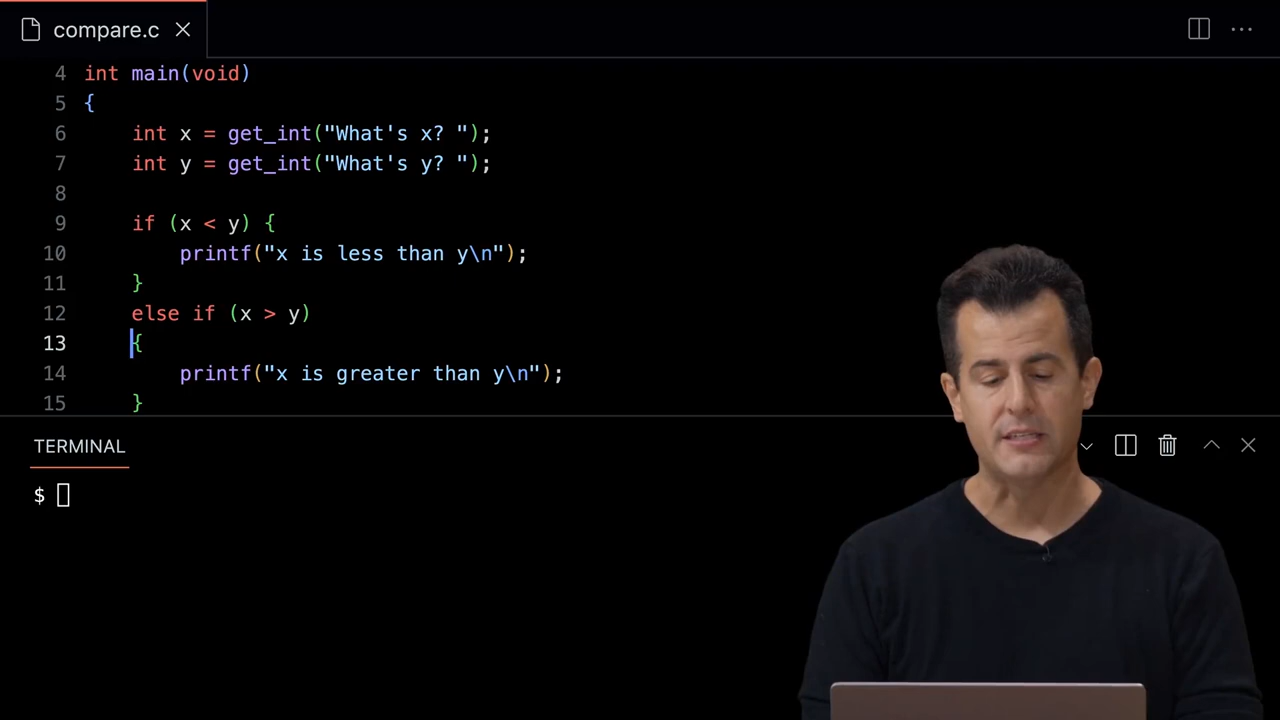 compare.c
4 int main(void)
5 {
6 int x = get_int("What's x? ");
7 int y = get_int("What's y? ");
8
9 if (x < y) {
10 printf("x is less than y\n");
11 }
12 else if (x > y)
13 {
14 printf("x is greater than y\n");
15 }
TERMINAL
$